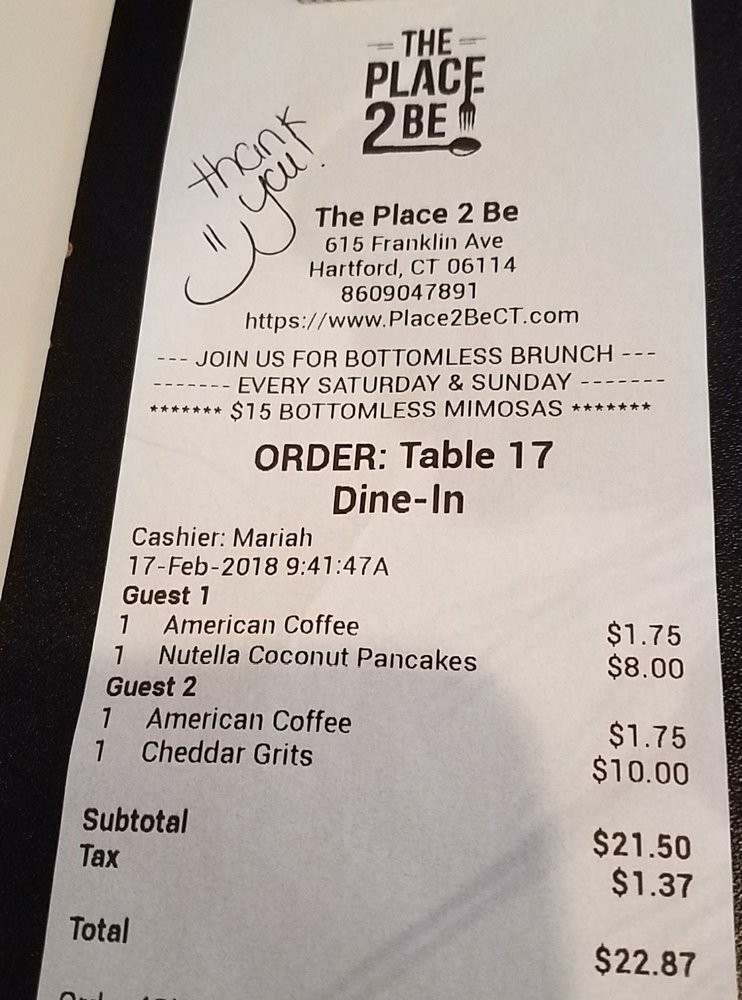 THE
PLACE
2 BE
thank
you!
The Place 2 Be
615 Franklin Ave
Hartford, CT 06114
8609047891
https://www.Place2BeCT.com
--- JOIN US FOR BOTTOMLESS BRUNCH ---
------- EVERY SATURDAY & SUNDAY -------
******* $15 BOTTOMLESS MIMOSAS *******
ORDER: Table 17
Dine-In
Cashier: Mariah
17-Feb-2018 9:41:47A
Guest 1
1 American Coffee $1.75
1 Nutella Coconut Pancakes $8.00
Guest 2
1 American Coffee $1.75
1 Cheddar Grits $10.00
Subtotal $21.50
Tax $1.37
Total $22.87